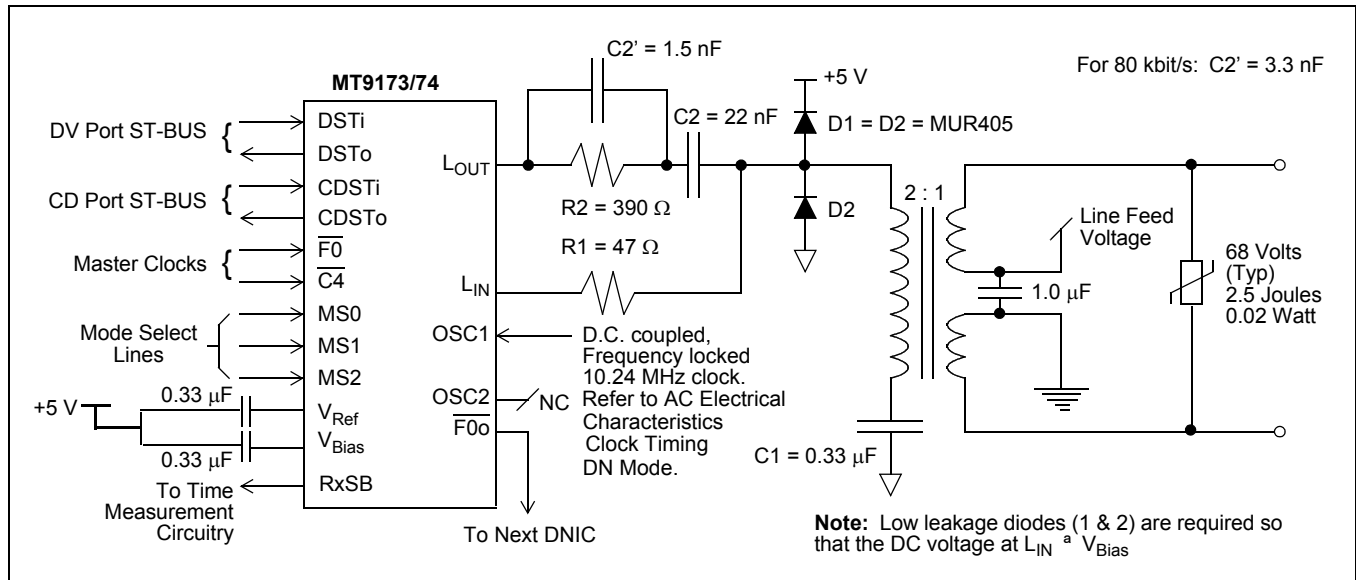 C2' = 1.5 nF
+5 V
For 80 kbit/s: C2' = 3.3 nF
MT9173/74
DV Port ST-BUS {
DSTi
DSTo
C2 = 22 nF
D1 = D2 = MUR405
LOUT
CD Port ST-BUS {
CDSTi
CDSTo
R2 = 390 Ω
D2
2 : 1
Line Feed
Voltage
Master Clocks {
F0
C4
R1 = 47 Ω
LIN
68 Volts
(Typ)
2.5 Joules
0.02 Watt
1.0 μF
Mode Select
Lines
MS0
MS1
MS2
OSC1
D.C. coupled,
Frequency locked
10.24 MHz clock.
Refer to AC Electrical
Characteristics
Clock Timing
DN Mode.
OSC2
NC
F0o
+5 V
0.33 μF
VRef
VBias
0.33 μF
C1 = 0.33 μF
RxSB
To Time
Measurement
Circuitry
To Next DNIC
Note: Low leakage diodes (1 & 2) are required so
that the DC voltage at LIN ª VBias